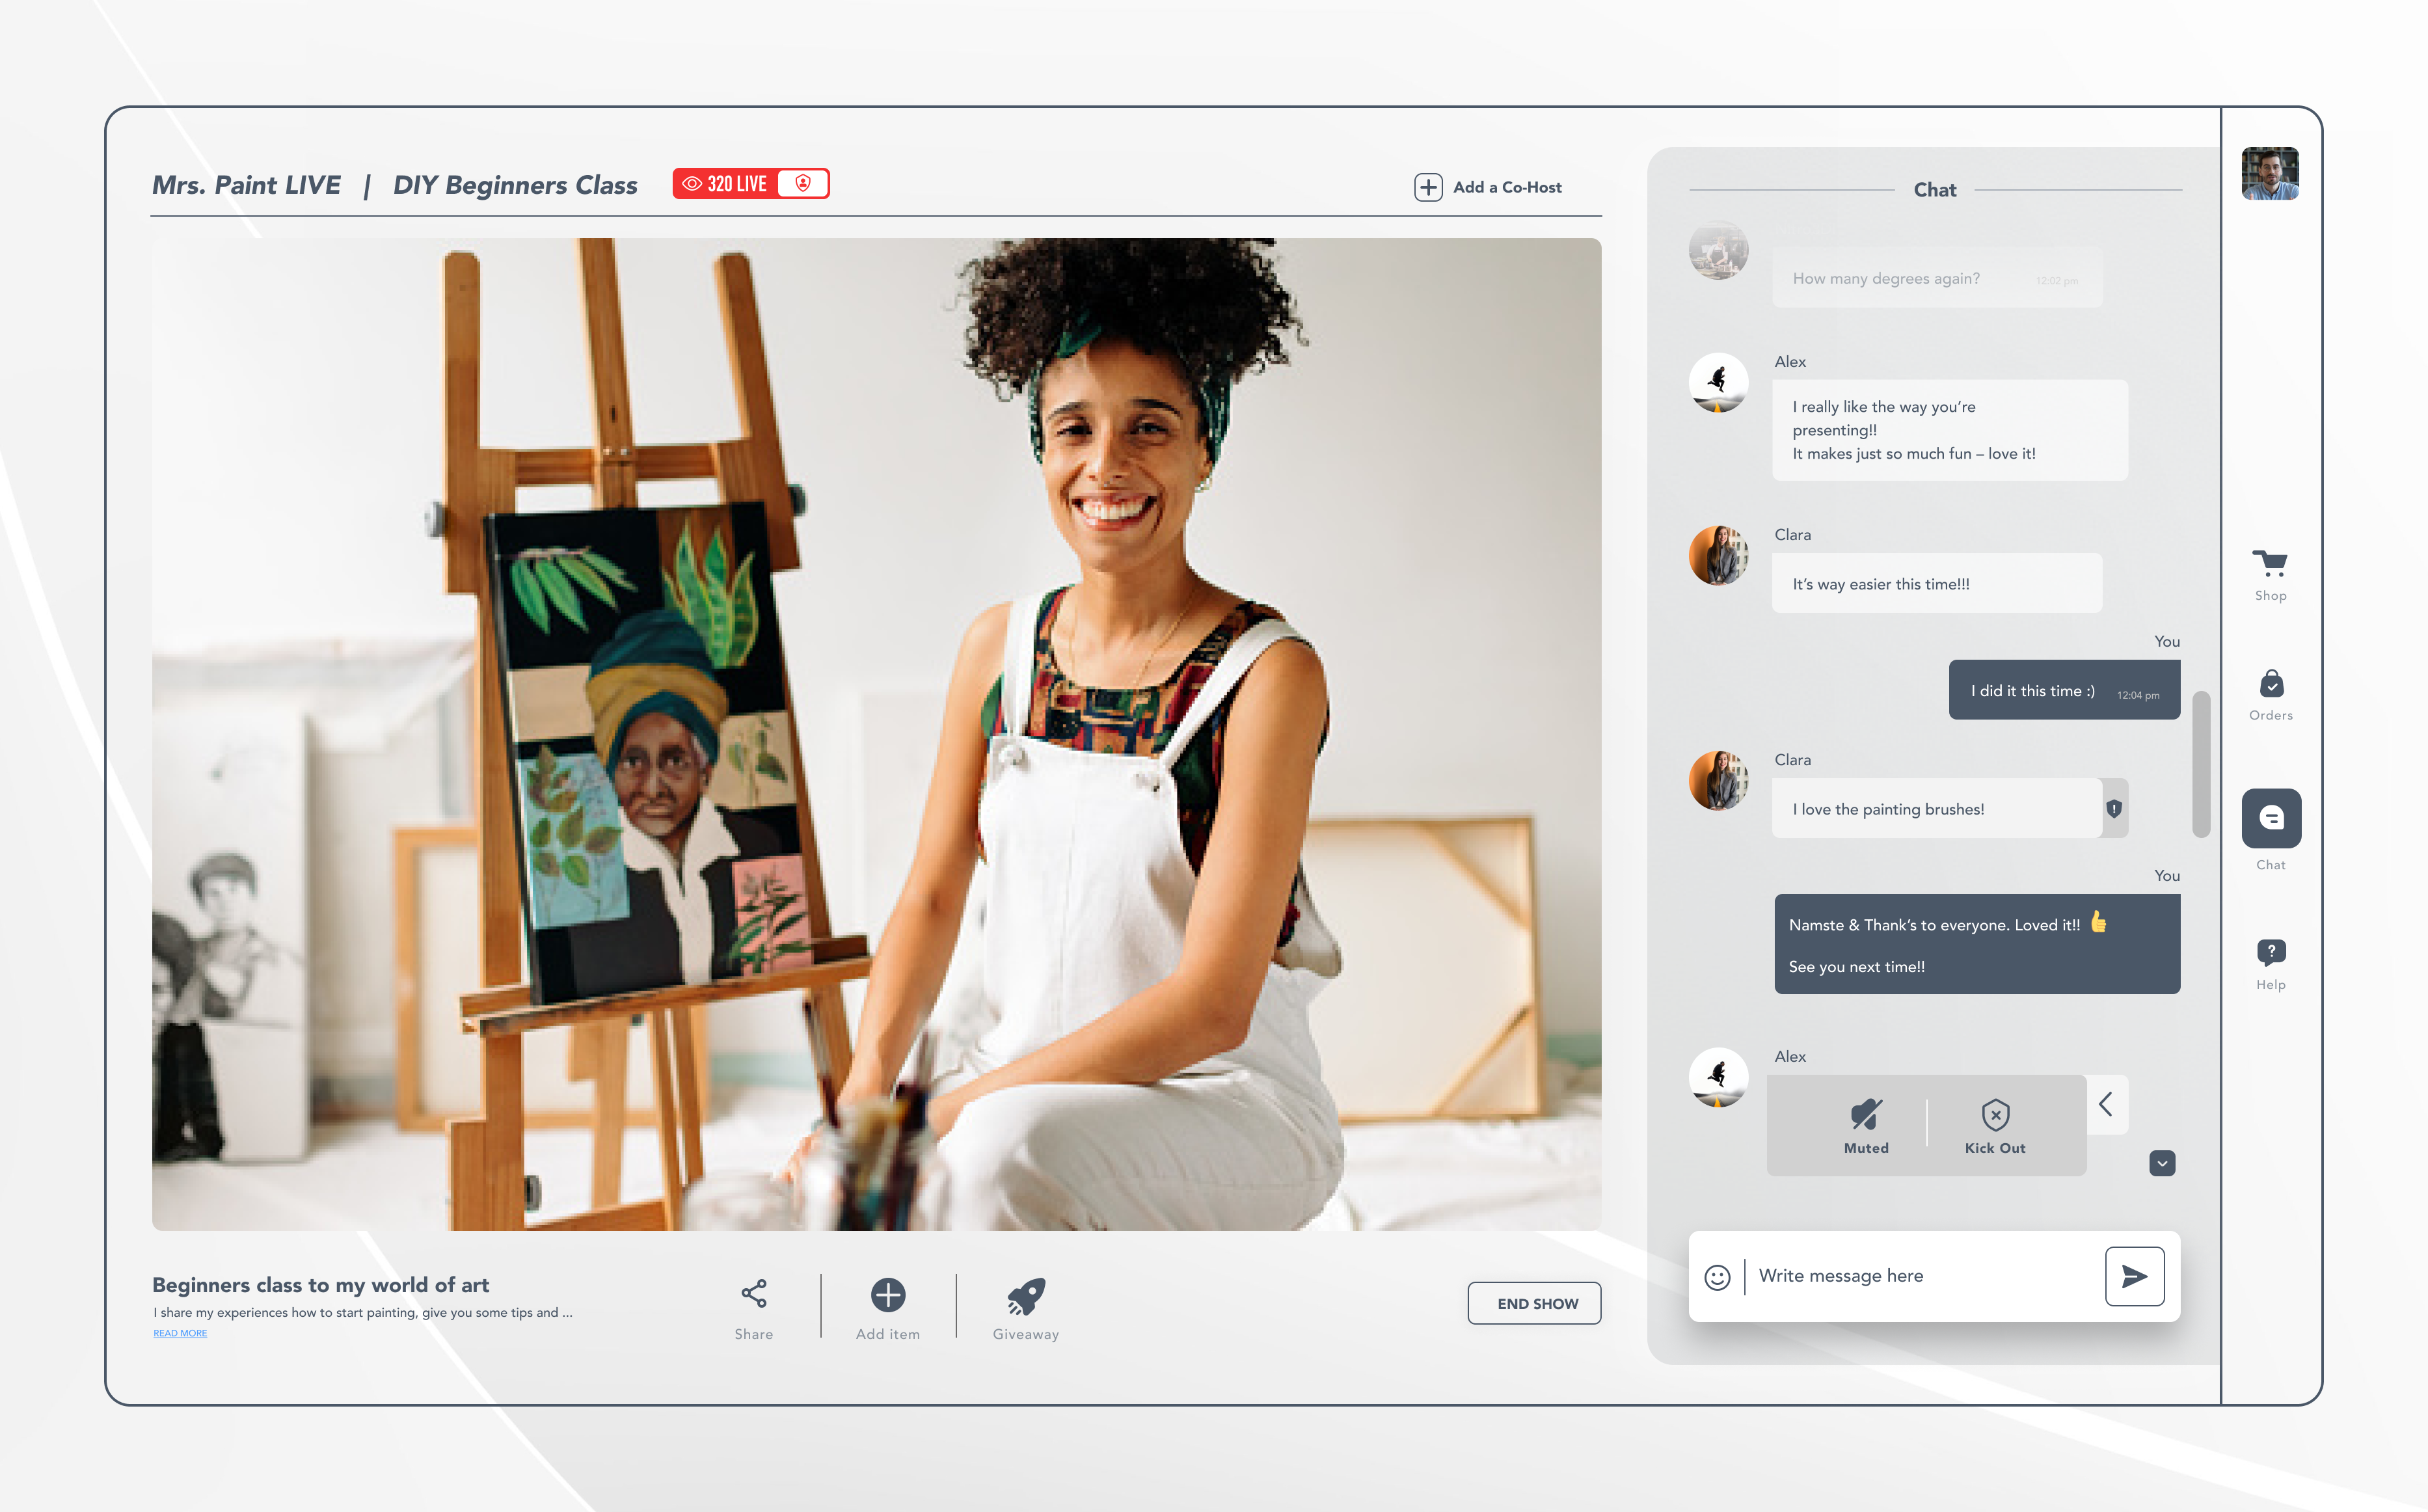 Mrs. Paint LIVE | DIY Beginners Class
320 LIVE
Add a Co-Host
Beginners class to my world of art
I share my experiences how to start painting, give you some tips and ...
READ MORE
Share
Add item
Giveaway
END SHOW
Chat
How many degrees again?
12:02 pm
Alex
I really like the way you’re
presenting!!
It makes just so much fun – love it!
Clara
It’s way easier this time!!!
You
I did it this time :)
12:04 pm
Clara
I love the painting brushes!
You
Namste & Thank’s to everyone. Loved it!! 👍
See you next time!!
Alex
Muted
Kick Out
Write message here
Shop
Orders
Chat
Help